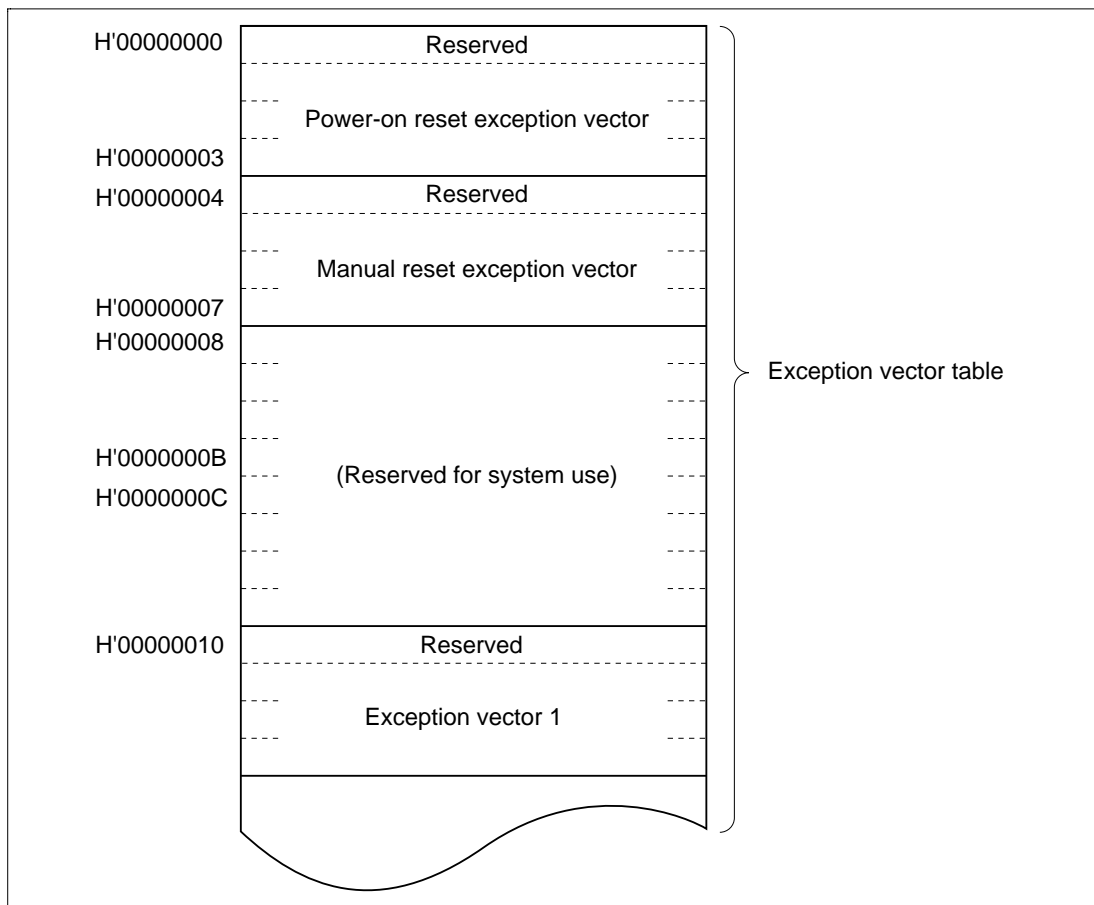 H'00000000 Reserved
Power-on reset exception vector
H'00000003
H'00000004 Reserved
Manual reset exception vector
H'00000007
H'00000008
Exception vector table
H'0000000B
(Reserved for system use)
H'0000000C
H'00000010 Reserved
Exception vector 1